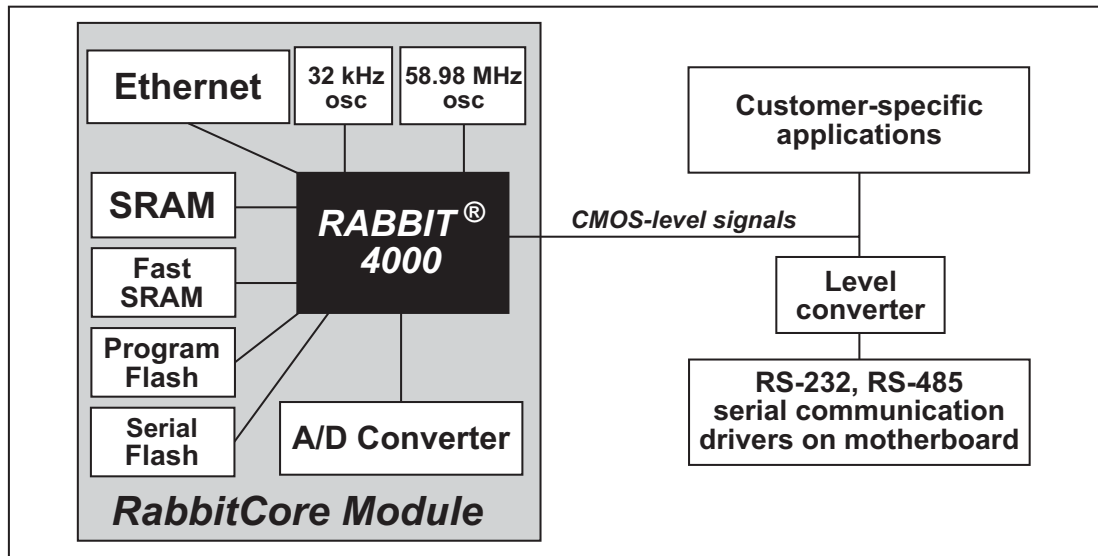 Ethernet
32 kHz
osc
58.98 MHz
osc
Customer-specific
applications
SRAM
RABBIT ®
4000
CMOS-level signals
Fast
SRAM
Level
converter
Program
Flash
RS-232, RS-485
serial communication
drivers on motherboard
Serial
Flash
A/D Converter
RabbitCore Module